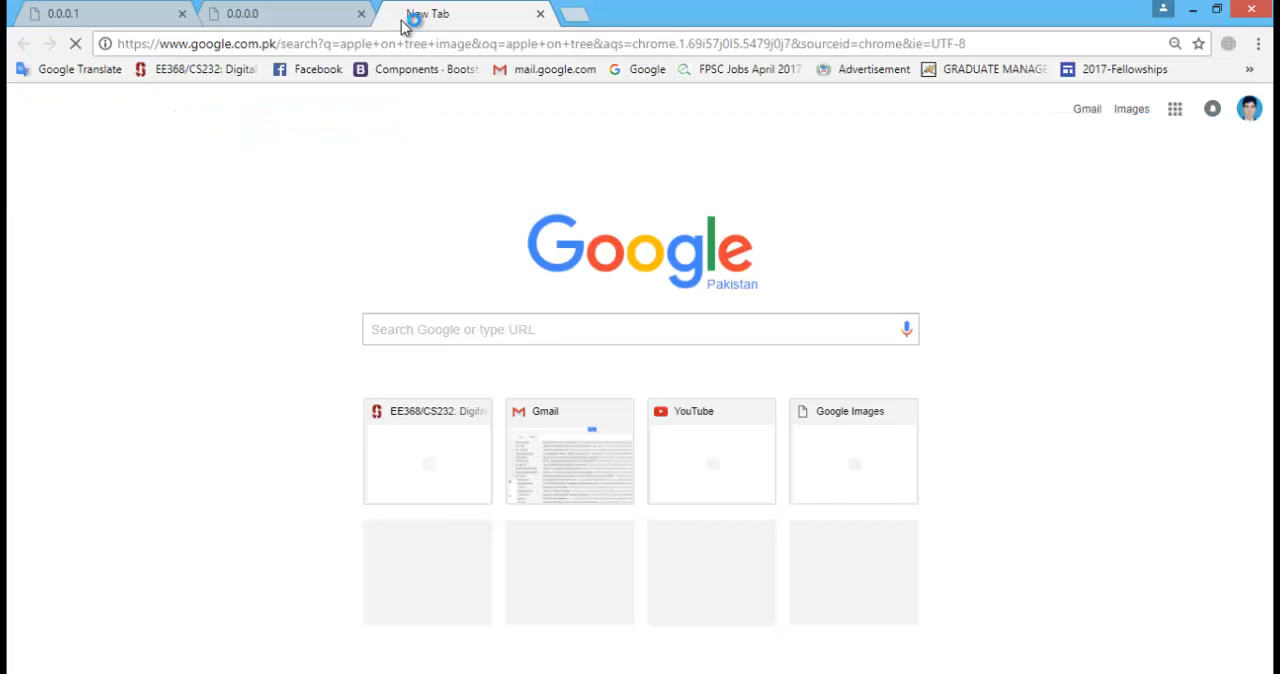 0.0.0.1
0.0.0.0
New Tab
https://www.google.com.pk/search?q=apple+on+tree+image&oq=apple+on+tree&aqs=chrome.1.69i57j0l5.5479j0j7&sourceid=chrome&ie=UTF-8
Google Translate EE368/CS232: Digital Facebook Components · Bootst mail.google.com Google FPSC Jobs April 2017 Advertisement GRADUATE MANAGE 2017-Fellowships »
Gmail Images
Google
Pakistan
Search Google or type URL
EE368/CS232: Digita Gmail YouTube Google Images